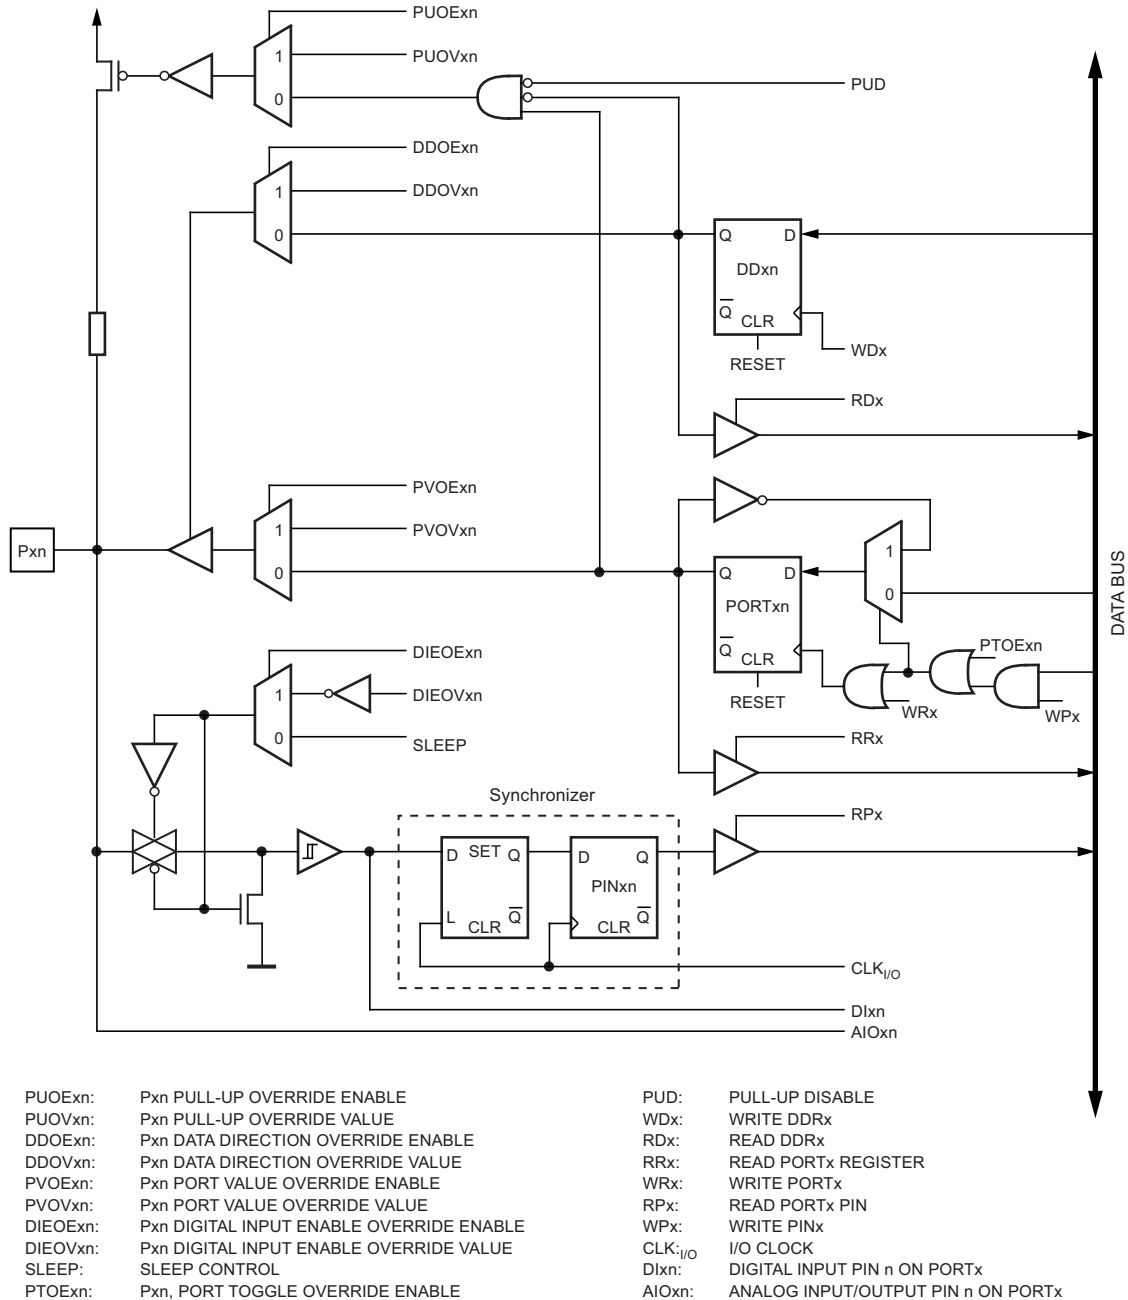 PUOExn
PUOVxn
1
0
PUD
DDOExn
DDOVxn
1
0
Q D
DDxn
Q
CLR
RESET
WDx
RDx
PVOExn
PVOVxn
1
0
Pxn
1
0
Q D
PORTxn
Q
CLR
RESET
PTOExn
WRx
WPx
DATA BUS
DIEOExn
DIEOVxn
1
SLEEP
0
RRx
Synchronizer
RPx
D SET Q
L CLR Q
D Q
PINxn
CLR Q
CLKI/O
DIxn
AIOxn
PUOExn: Pxn PULL-UP OVERRIDE ENABLE
PUOVxn: Pxn PULL-UP OVERRIDE VALUE
DDOExn: Pxn DATA DIRECTION OVERRIDE ENABLE
DDOVxn: Pxn DATA DIRECTION OVERRIDE VALUE
PVOExn: Pxn PORT VALUE OVERRIDE ENABLE
PVOVxn: Pxn PORT VALUE OVERRIDE VALUE
DIEOExn: Pxn DIGITAL INPUT ENABLE OVERRIDE ENABLE
DIEOVxn: Pxn DIGITAL INPUT ENABLE OVERRIDE VALUE
SLEEP: SLEEP CONTROL
PTOExn: Pxn, PORT TOGGLE OVERRIDE ENABLE
PUD: PULL-UP DISABLE
WDx: WRITE DDRx
RDx: READ DDRx
RRx: READ PORTx REGISTER
WRx: WRITE PORTx
RPx: READ PORTx PIN
WPx: WRITE PINx
CLK:I/O I/O CLOCK
DIxn: DIGITAL INPUT PIN n ON PORTx
AIOxn: ANALOG INPUT/OUTPUT PIN n ON PORTx